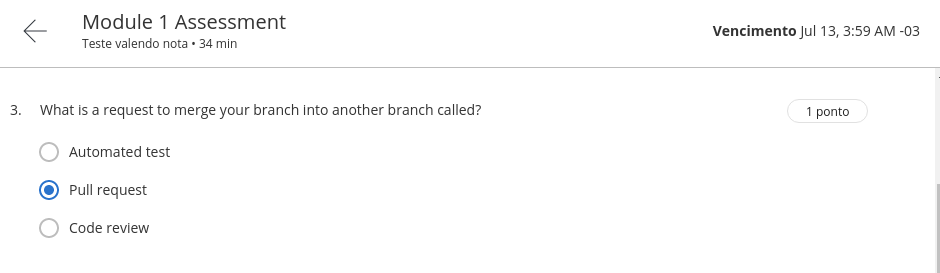 Module 1 Assessment
Teste valendo nota • 34 min
Vencimento Jul 13, 3:59 AM -03
3. What is a request to merge your branch into another branch called?
1 ponto
Automated test
Pull request
Code review